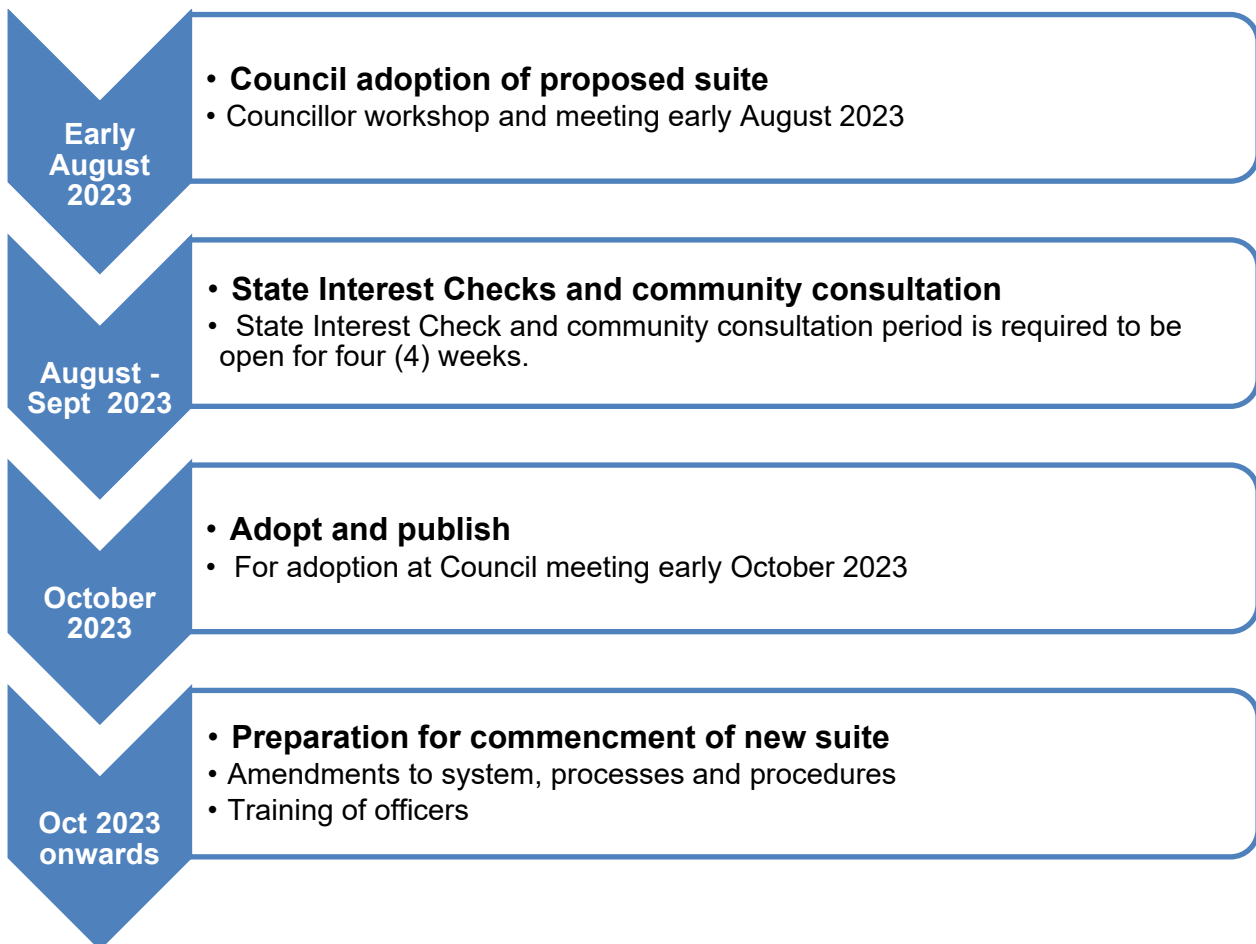 Early
August
2023
• Council adoption of proposed suite
• Councillor workshop and meeting early August 2023
August -
Sept 2023
• State Interest Checks and community consultation
• State Interest Check and community consultation period is required to be
open for four (4) weeks.
October
2023
• Adopt and publish
• For adoption at Council meeting early October 2023
Oct 2023
onwards
• Preparation for commencment of new suite
• Amendments to system, processes and procedures
• Training of officers